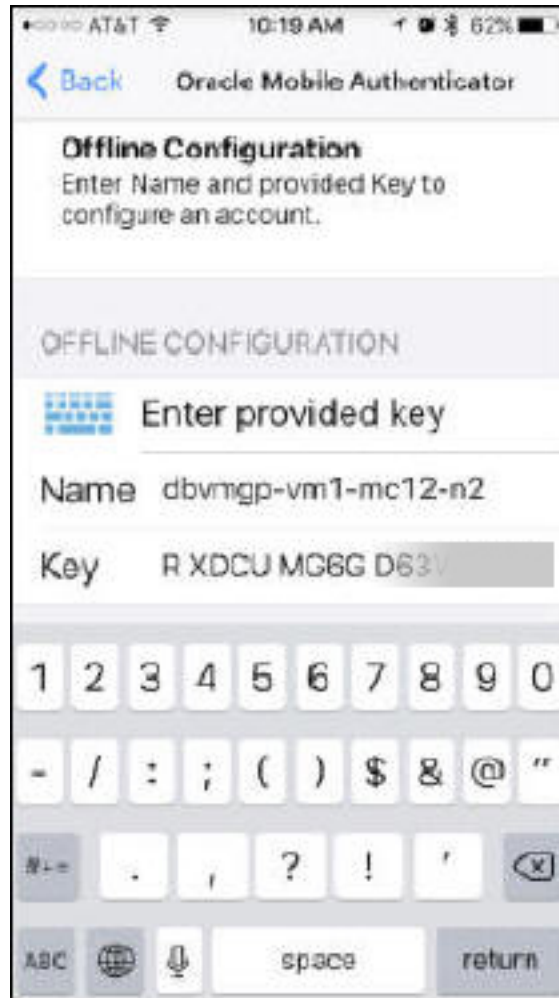 AT&T 10:19 AM 62%
Back Oracle Mobile Authenticator
Offline Configuration
Enter Name and provided Key to
configure an account.
OFFLINE CONFIGURATION
Enter provided key
Name dbvmgp-vm1-mc12-n2
Key R XDCU MG6G D63
1 2 3 4 5 6 7 8 9 0
- / : ; ( ) $ & @ "
#+= . , ? ! '
ABC space return